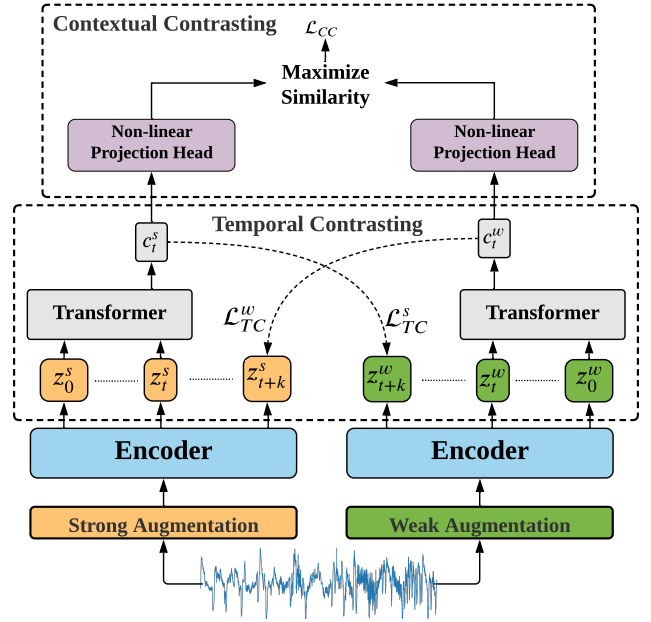 Contextual Contrasting
ℒ_CC
Maximize
Similarity
Non-linear
Projection Head
Non-linear
Projection Head
Temporal Contrasting
c_t^s
c_t^w
Transformer
Transformer
ℒ_TC^w
ℒ_TC^s
z_0^s
z_t^s
z_{t+k}^s
z_{t+k}^w
z_t^w
z_0^w
Encoder
Encoder
Strong Augmentation
Weak Augmentation